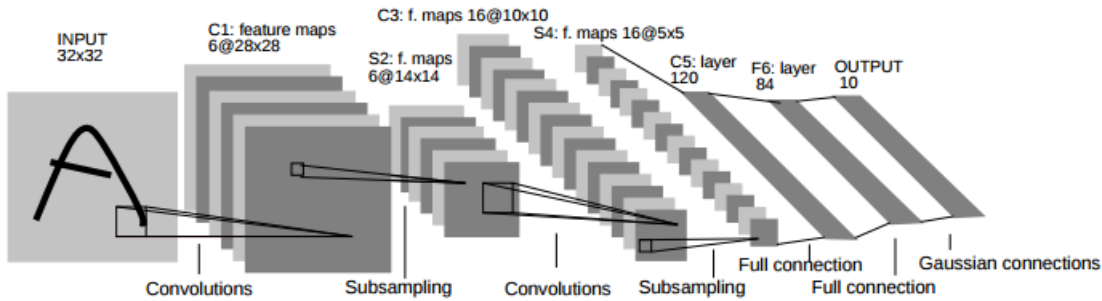 INPUT
32x32
C1: feature maps
6@28x28
S2: f. maps
6@14x14
C3: f. maps 16@10x10
S4: f. maps 16@5x5
C5: layer
120
F6: layer
84
OUTPUT
10
Convolutions
Subsampling
Convolutions
Subsampling
Full connection
Full connection
Gaussian connections